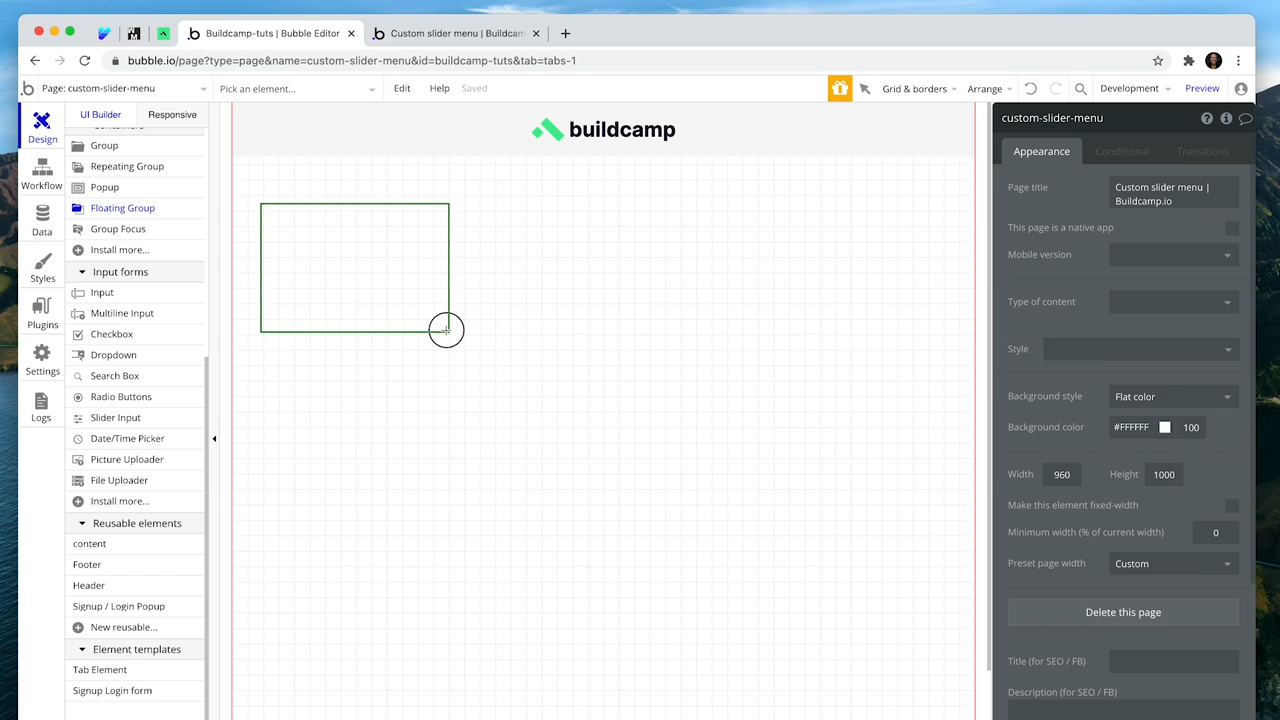 Buildcamp-tuts | Bubble Editor
Custom slider menu | Buildcam
bubble.io/page?type=page&name=custom-slider-menu&id=buildcamp-tuts&tab=tabs-1
Page: custom-slider-menu
Pick an element...
Edit
Help
Saved
Grid & borders
Arrange
Development
Preview
Design
Workflow
Data
Styles
Plugins
Settings
Logs
UI Builder
Responsive
Containers
Group
Repeating Group
Popup
Floating Group
Group Focus
Install more...
Input forms
Input
Multiline Input
Checkbox
Dropdown
Search Box
Radio Buttons
Slider Input
Date/Time Picker
Picture Uploader
File Uploader
Install more...
Reusable elements
content
Footer
Header
Signup / Login Popup
New reusable...
Element templates
Tab Element
Signup Login form
buildcamp
custom-slider-menu
Appearance
Conditional
Transitions
Page title
Custom slider menu |
Buildcamp.io
This page is a native app
Mobile version
Type of content
Style
Background style
Flat color
Background color
#FFFFFF
100
Width
960
Height
1000
Make this element fixed-width
Minimum width (% of current width)
0
Preset page width
Custom
Delete this page
Title (for SEO / FB)
Description (for SEO / FB)